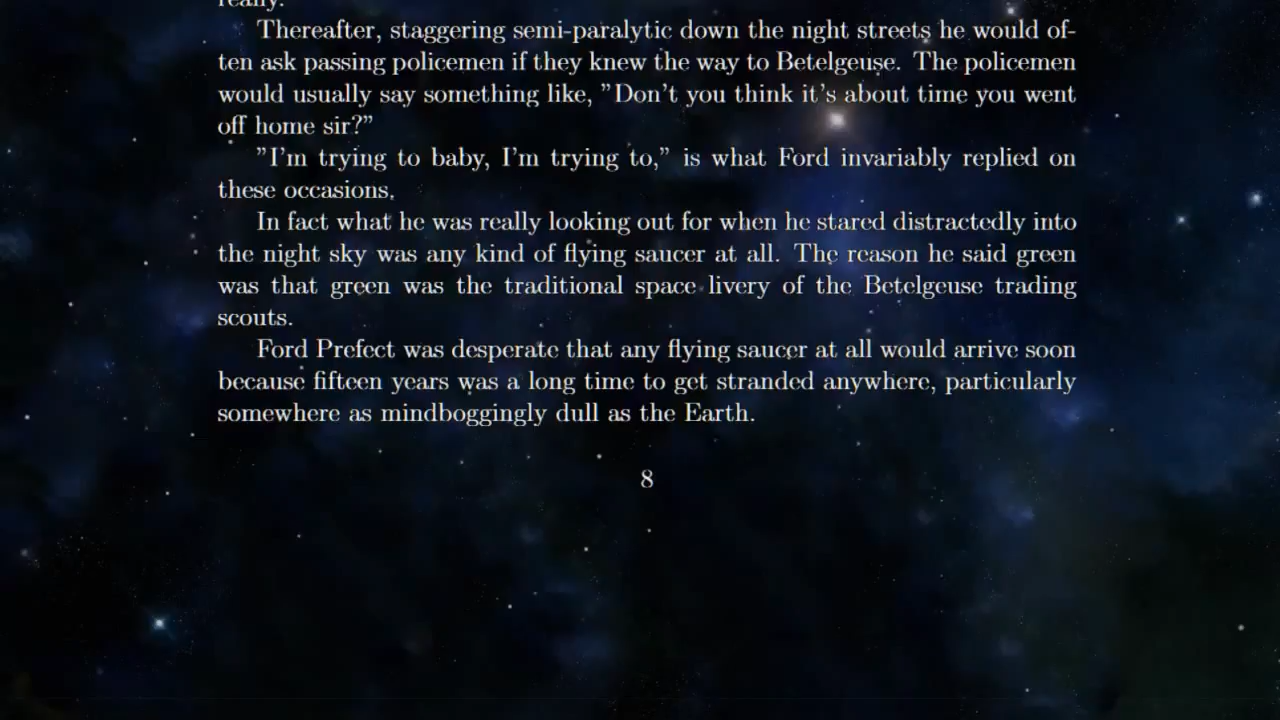 really.
Thereafter, staggering semi-paralytic down the night streets he would of-
ten ask passing policemen if they knew the way to Betelgeuse. The policemen
would usually say something like, ”Don’t you think it’s about time you went
off home sir?”
”I’m trying to baby, I’m trying to,” is what Ford invariably replied on
these occasions.
In fact what he was really looking out for when he stared distractedly into
the night sky was any kind of flying saucer at all. The reason he said green
was that green was the traditional space livery of the Betelgeuse trading
scouts.
Ford Prefect was desperate that any flying saucer at all would arrive soon
because fifteen years was a long time to get stranded anywhere, particularly
somewhere as mindboggingly dull as the Earth.
8